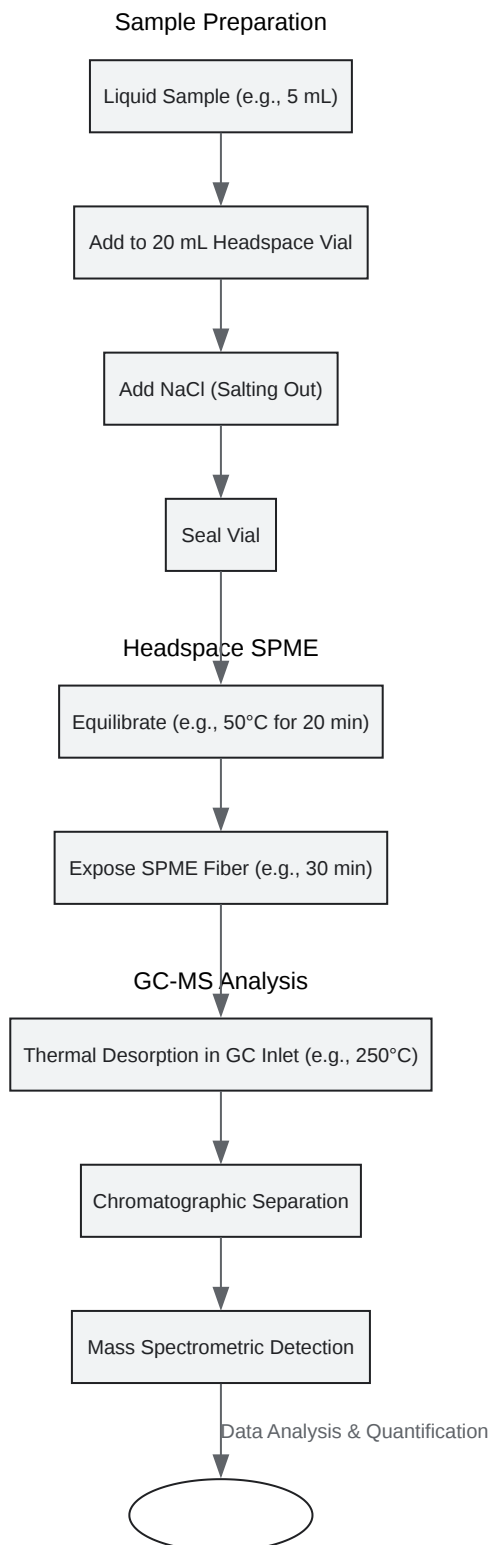 Sample Preparation
Liquid Sample (e.g., 5 mL)
Add to 20 mL Headspace Vial
Add NaCl (Salting Out)
Seal Vial
Headspace SPME
Equilibrate (e.g., 50°C for 20 min)
Expose SPME Fiber (e.g., 30 min)
GC-MS Analysis
Thermal Desorption in GC Inlet (e.g., 250°C)
Chromatographic Separation
Mass Spectrometric Detection
Data Analysis & Quantification